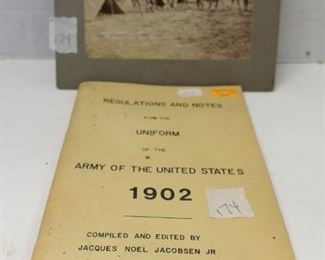 174
REGULATIONS AND NOTES
FOR THE
UNIFORM
OF THE
ARMY OF THE UNITED STATES
1902
174
COMPILED AND EDITED BY
JACQUES NOEL JACOBSEN JR